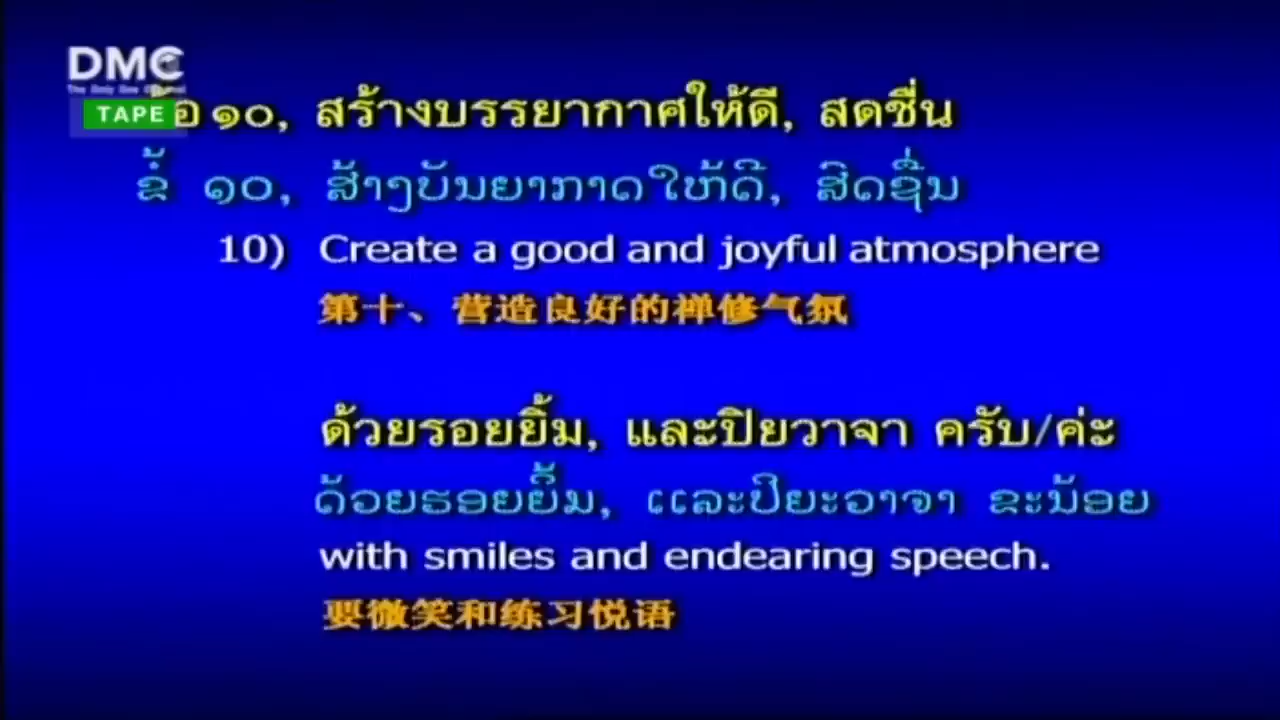 DMC
The Only One Channel
TAPE
ข้อ ๑๐, สร้างบรรยากาศให้ดี, สดชื่น
ຂໍ້ ໑໐, ສ້າງບັນຍາກາດໃຫ້ດີ, ສົດຊື່ນ
10) Create a good and joyful atmosphere
第十、营造良好的禅修气氛
ด้วยรอยยิ้ม, และปิยวาจา ครับ/ค่ะ
ດ້ວຍຮອຍຍິ້ມ, ແລະປິຍະວາຈາ ຂະນ້ອຍ
with smiles and endearing speech.
要微笑和练习悦语